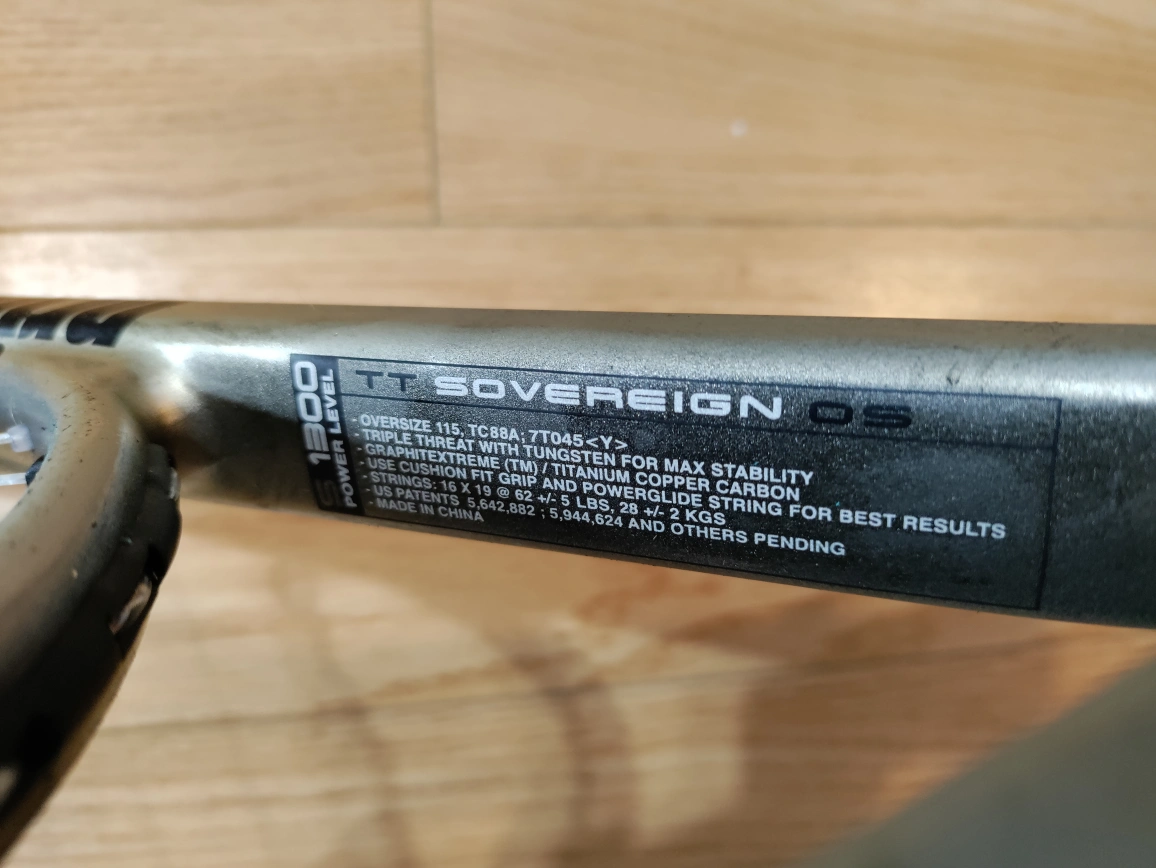 TT SOVEREIGN OS
1300
POWER LEVEL
· OVERSIZE 115, TC88A; 7T045<Y>
· TRIPLE THREAT WITH TUNGSTEN FOR MAX STABILITY
· GRAPHITEXTREME (TM) / TITANIUM COPPER CARBON
· USE CUSHION FIT GRIP AND POWERGLIDE STRING FOR BEST RESULTS
· STRINGS: 16 X 19 @ 62 +/- 5 LBS, 28 +/- 2 KGS
· US PATENTS 5,642,882 ; 5,944,624 AND OTHERS PENDING
· MADE IN CHINA